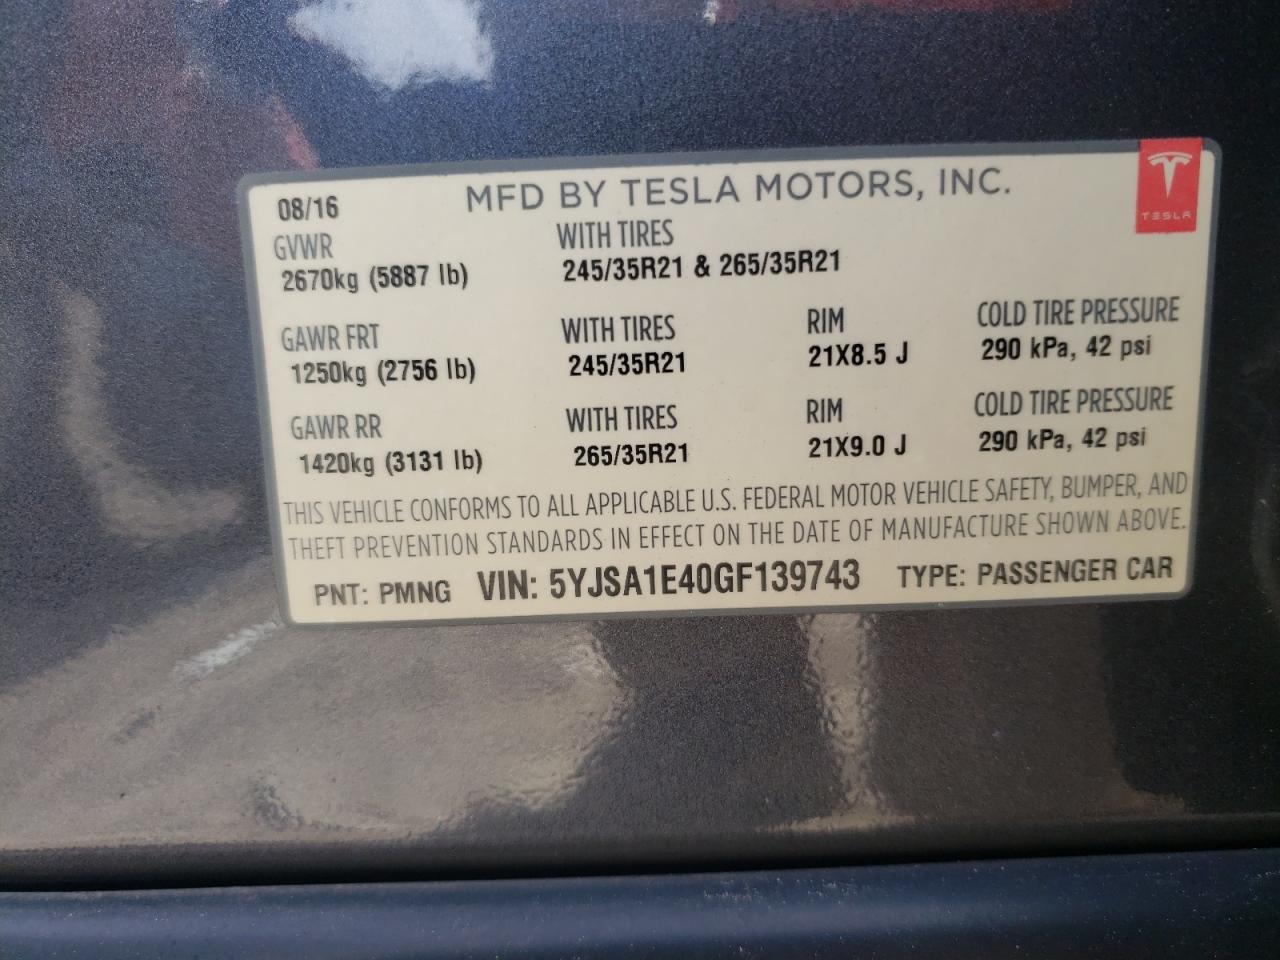 08/16 MFD BY TESLA MOTORS, INC.
TESLA
GVWR WITH TIRES
2670kg (5887 lb) 245/35R21 & 265/35R21
GAWR FRT WITH TIRES RIM COLD TIRE PRESSURE
1250kg (2756 lb) 245/35R21 21X8.5 J 290 kPa, 42 psi
GAWR RR WITH TIRES RIM COLD TIRE PRESSURE
1420kg (3131 lb) 265/35R21 21X9.0 J 290 kPa, 42 psi
THIS VEHICLE CONFORMS TO ALL APPLICABLE U.S. FEDERAL MOTOR VEHICLE SAFETY, BUMPER, AND
THEFT PREVENTION STANDARDS IN EFFECT ON THE DATE OF MANUFACTURE SHOWN ABOVE.
PNT: PMNG VIN: 5YJSA1E40GF139743 TYPE: PASSENGER CAR